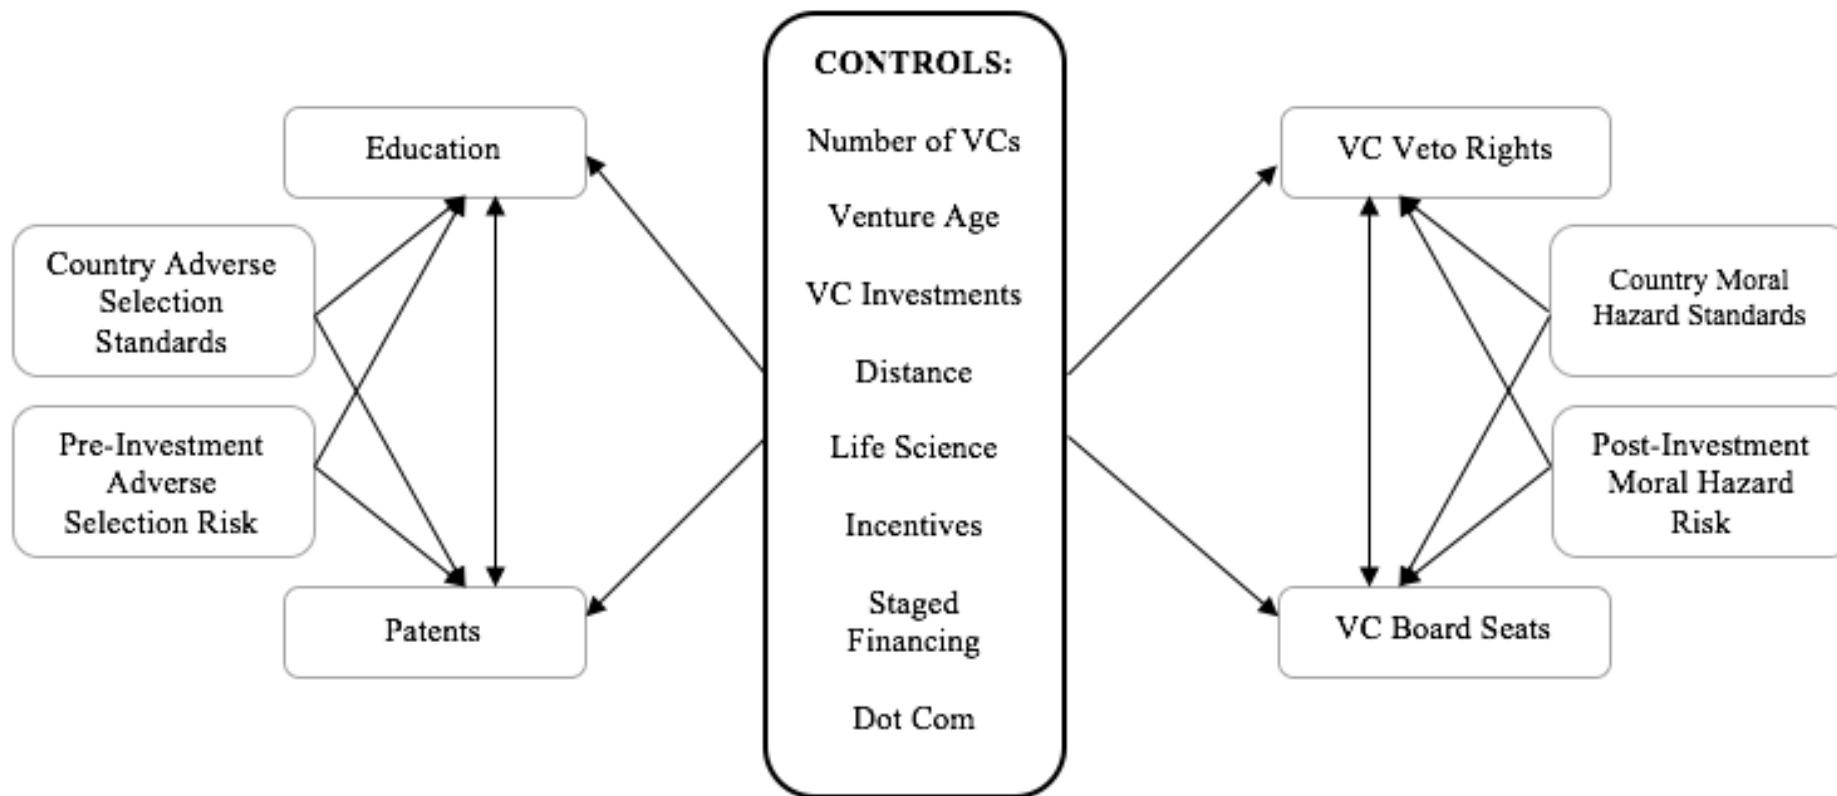 Education
Country Adverse
Selection
Standards
Pre-Investment
Adverse
Selection Risk
Patents
CONTROLS:
Number of VCs
Venture Age
VC Investments
Distance
Life Science
Incentives
Staged
Financing
Dot Com
VC Veto Rights
Country Moral
Hazard Standards
Post-Investment
Moral Hazard
Risk
VC Board Seats